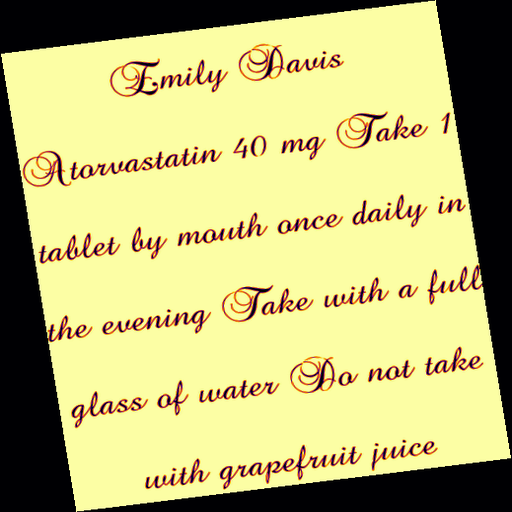 Emily Davis
Atorvastatin 40 mg Take 1
tablet by mouth once daily in
the evening Take with a full
glass of water Do not take
with grapefruit juice